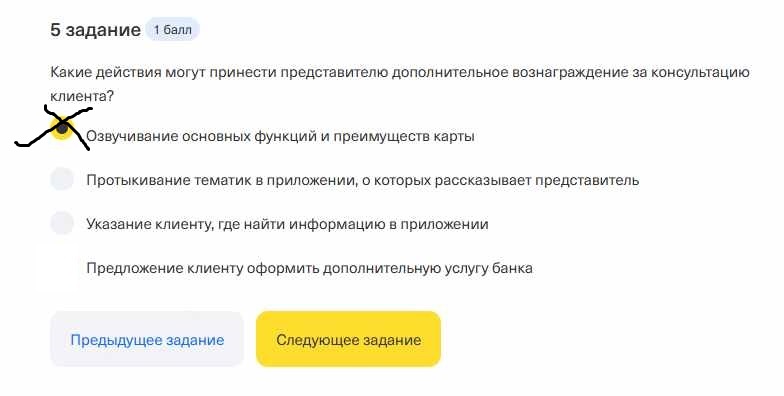 5 задание 1 балл
Какие действия могут принести представителю дополнительное вознаграждение за консультацию
клиента?
Озвучивание основных функций и преимуществ карты
Протыкивание тематик в приложении, о которых рассказывает представитель
Указание клиенту, где найти информацию в приложении
Предложение клиенту оформить дополнительную услугу банка
Предыдущее задание Следующее задание